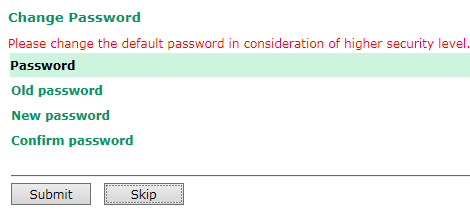 Change Password
Please change the default password in consideration of higher security level.
Password
Old password
New password
Confirm password
Submit Skip